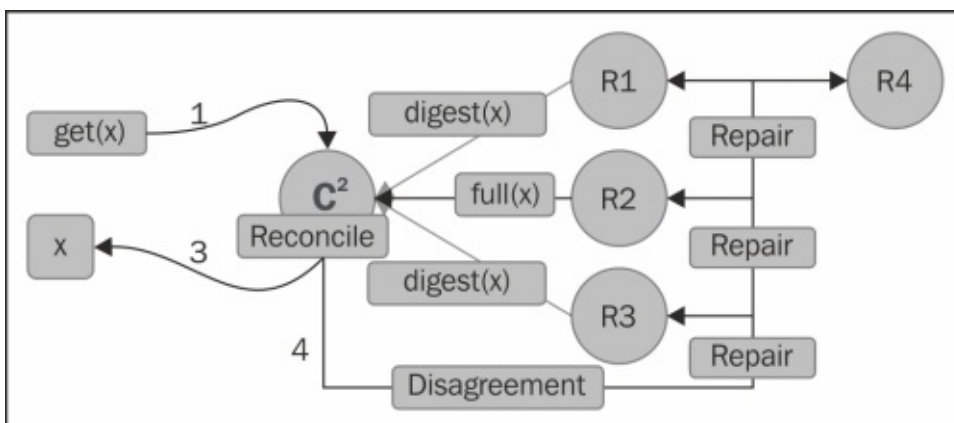 R1
R4
1
digest(x)
get(x)
Repair
C²
full(x)
R2
Reconcile
x
3
Repair
digest(x)
R3
4
Repair
Disagreement